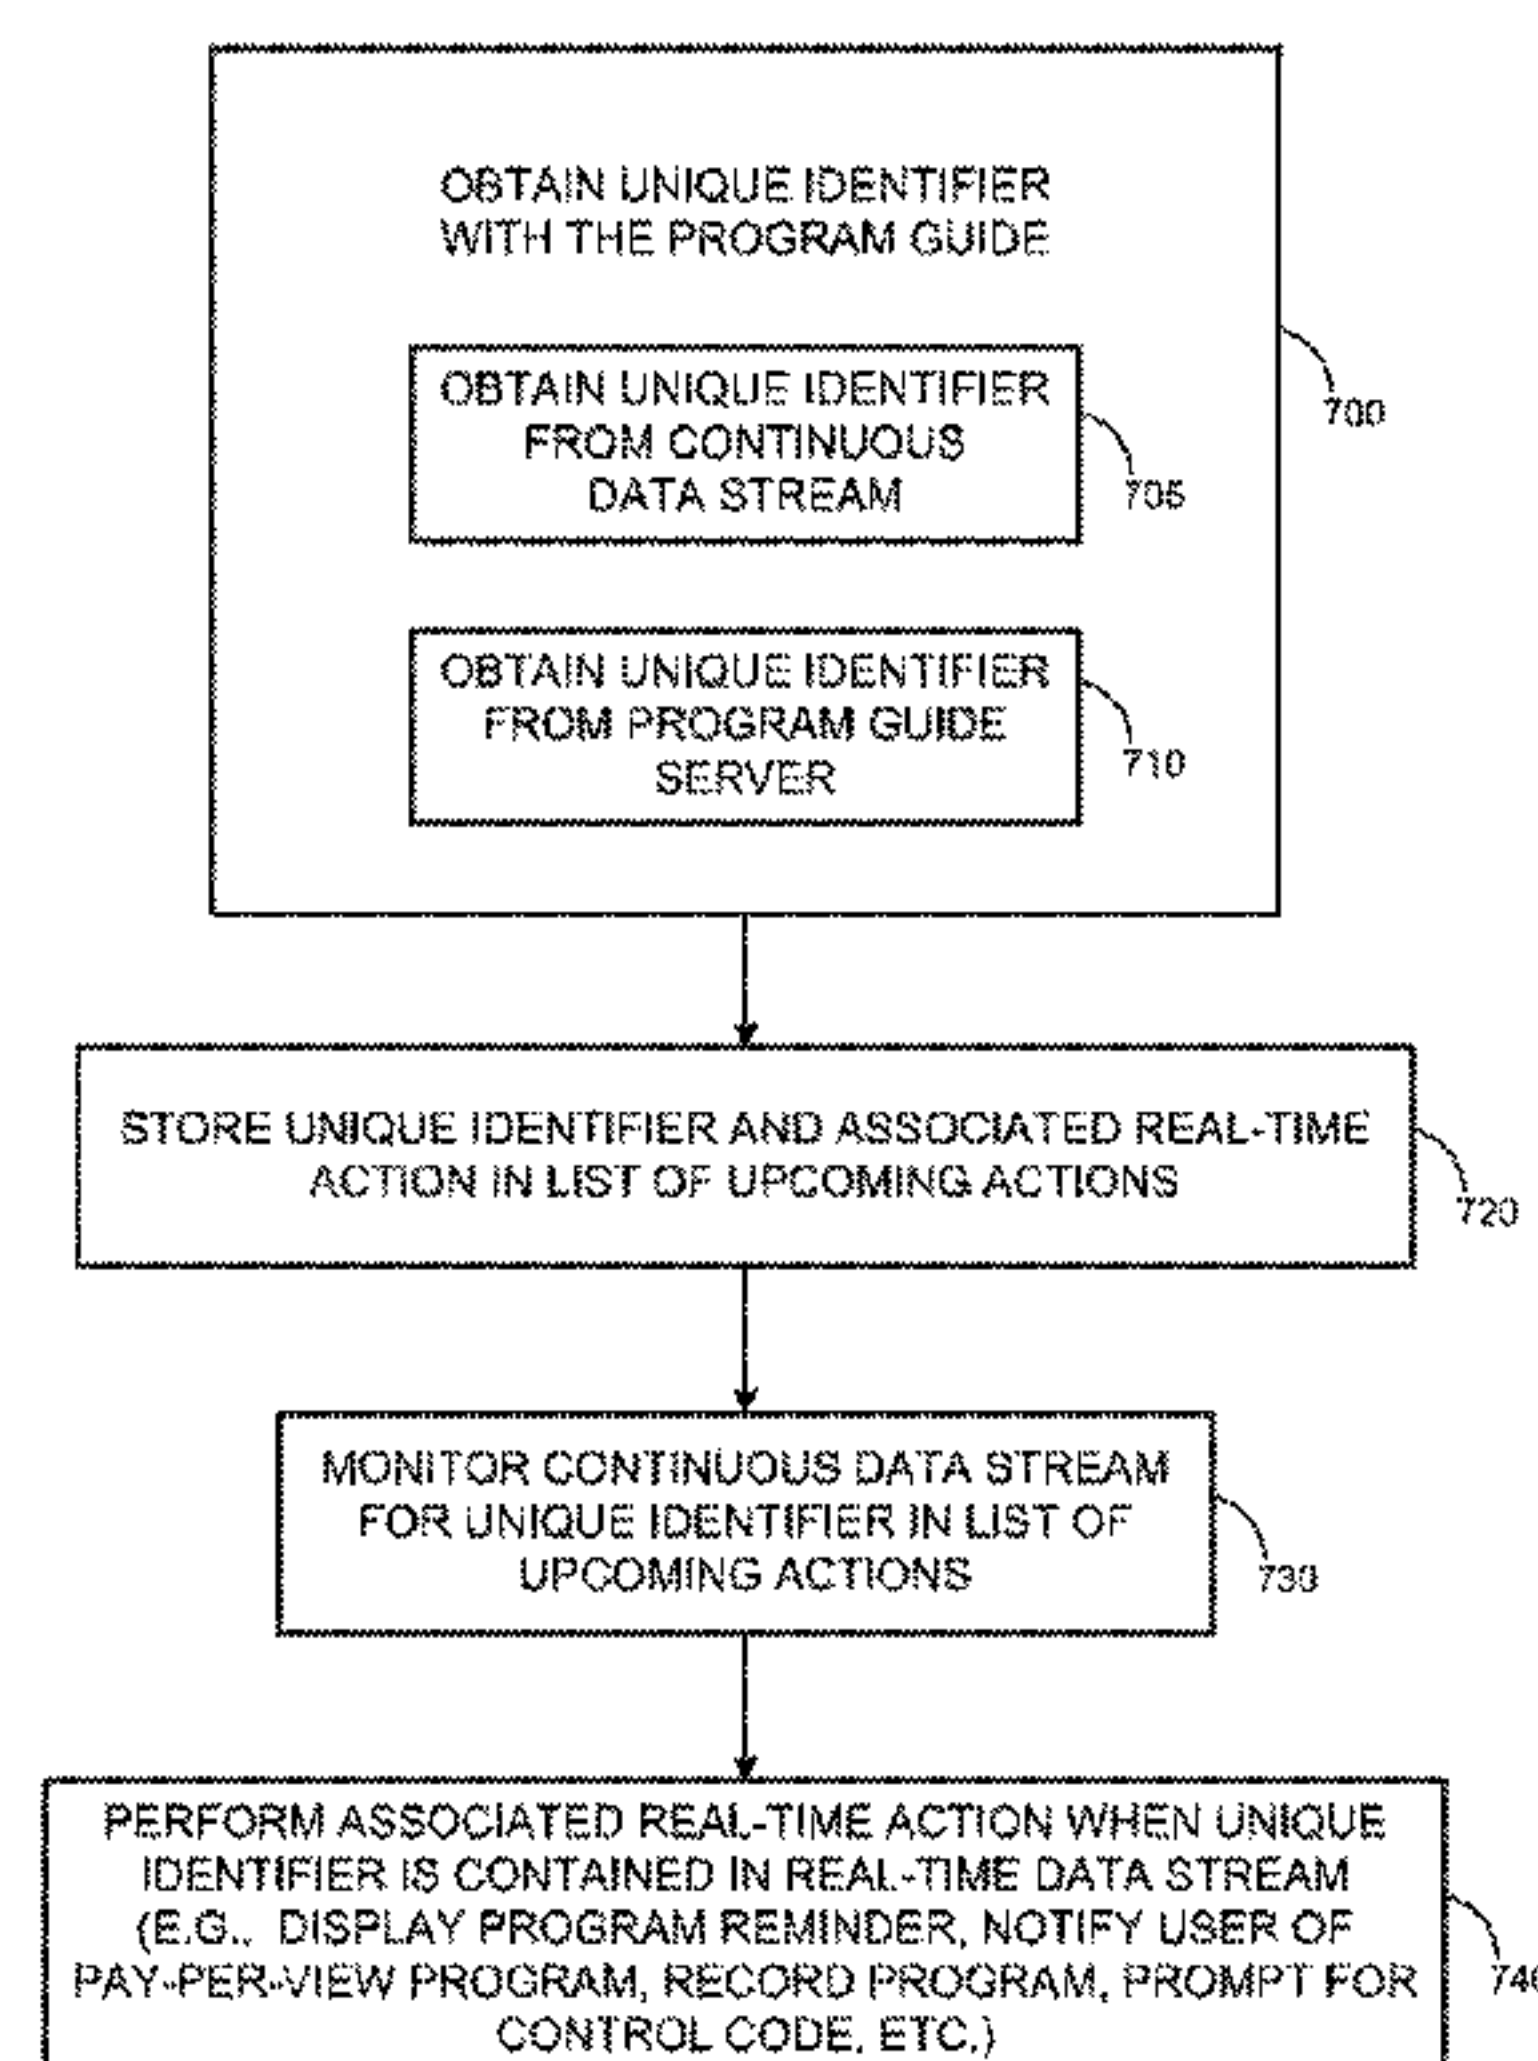 OBTAIN UNIQUE IDENTIFIER
WITH THE PROGRAM GUIDE
OBTAIN UNIQUE IDENTIFIER
FROM CONTINUOUS
DATA STREAM
705
700
OBTAIN UNIQUE IDENTIFIER
FROM PROGRAM GUIDE
SERVER
710
STORE UNIQUE IDENTIFIER AND ASSOCIATED REAL-TIME
ACTION IN LIST OF UPCOMING ACTIONS
720
MONITOR CONTINUOUS DATA STREAM
FOR UNIQUE IDENTIFIER IN LIST OF
UPCOMING ACTIONS
730
PERFORM ASSOCIATED REAL-TIME ACTION WHEN UNIQUE
IDENTIFIER IS CONTAINED IN REAL-TIME DATA STREAM
(E.G., DISPLAY PROGRAM REMINDER, NOTIFY USER OF
PAY-PER-VIEW PROGRAM, RECORD PROGRAM, PROMPT FOR
CONTROL CODE, ETC.)
740